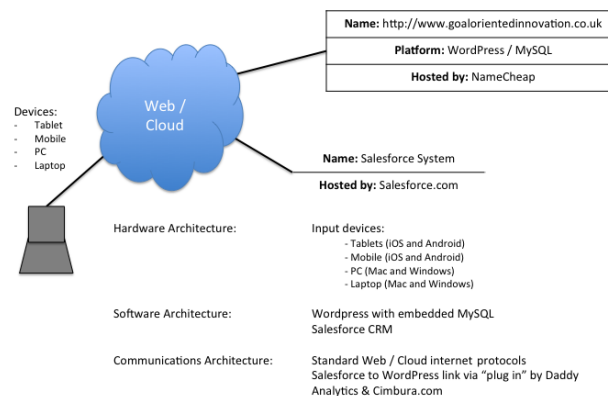 Name: http://www.goalorientedinnovation.co.uk
Platform: WordPress / MySQL
Hosted by: NameCheap
Web /
Cloud
Devices:
- Tablet
- Mobile
- PC
- Laptop
Name: Salesforce System
Hosted by: Salesforce.com
Hardware Architecture:
Input devices:
- Tablets (iOS and Android)
- Mobile (iOS and Android)
- PC (Mac and Windows)
- Laptop (Mac and Windows)
Software Architecture:
Wordpress with embedded MySQL
Salesforce CRM
Communications Architecture:
Standard Web / Cloud internet protocols
Salesforce to WordPress link via “plug in” by Daddy
Analytics & Cimbura.com